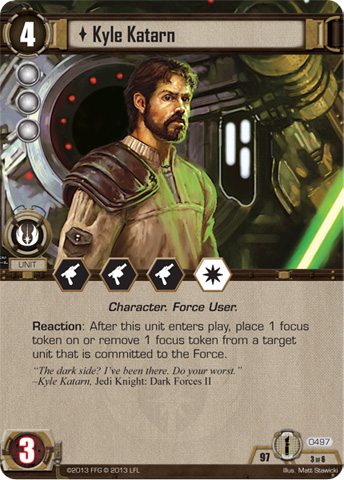 4
Kyle Katarn
UNIT
Character. Force User.
Reaction: After this unit enters play, place 1 focus
token on or remove 1 focus token from a target
unit that is committed to the Force.
“The dark side? I’ve been there. Do your worst.”
–Kyle Katarn, Jedi Knight: Dark Forces II
3
97
1
0497
3 of 6
©2013 FFG © 2013 LFL
Illus. Matt Stawicki